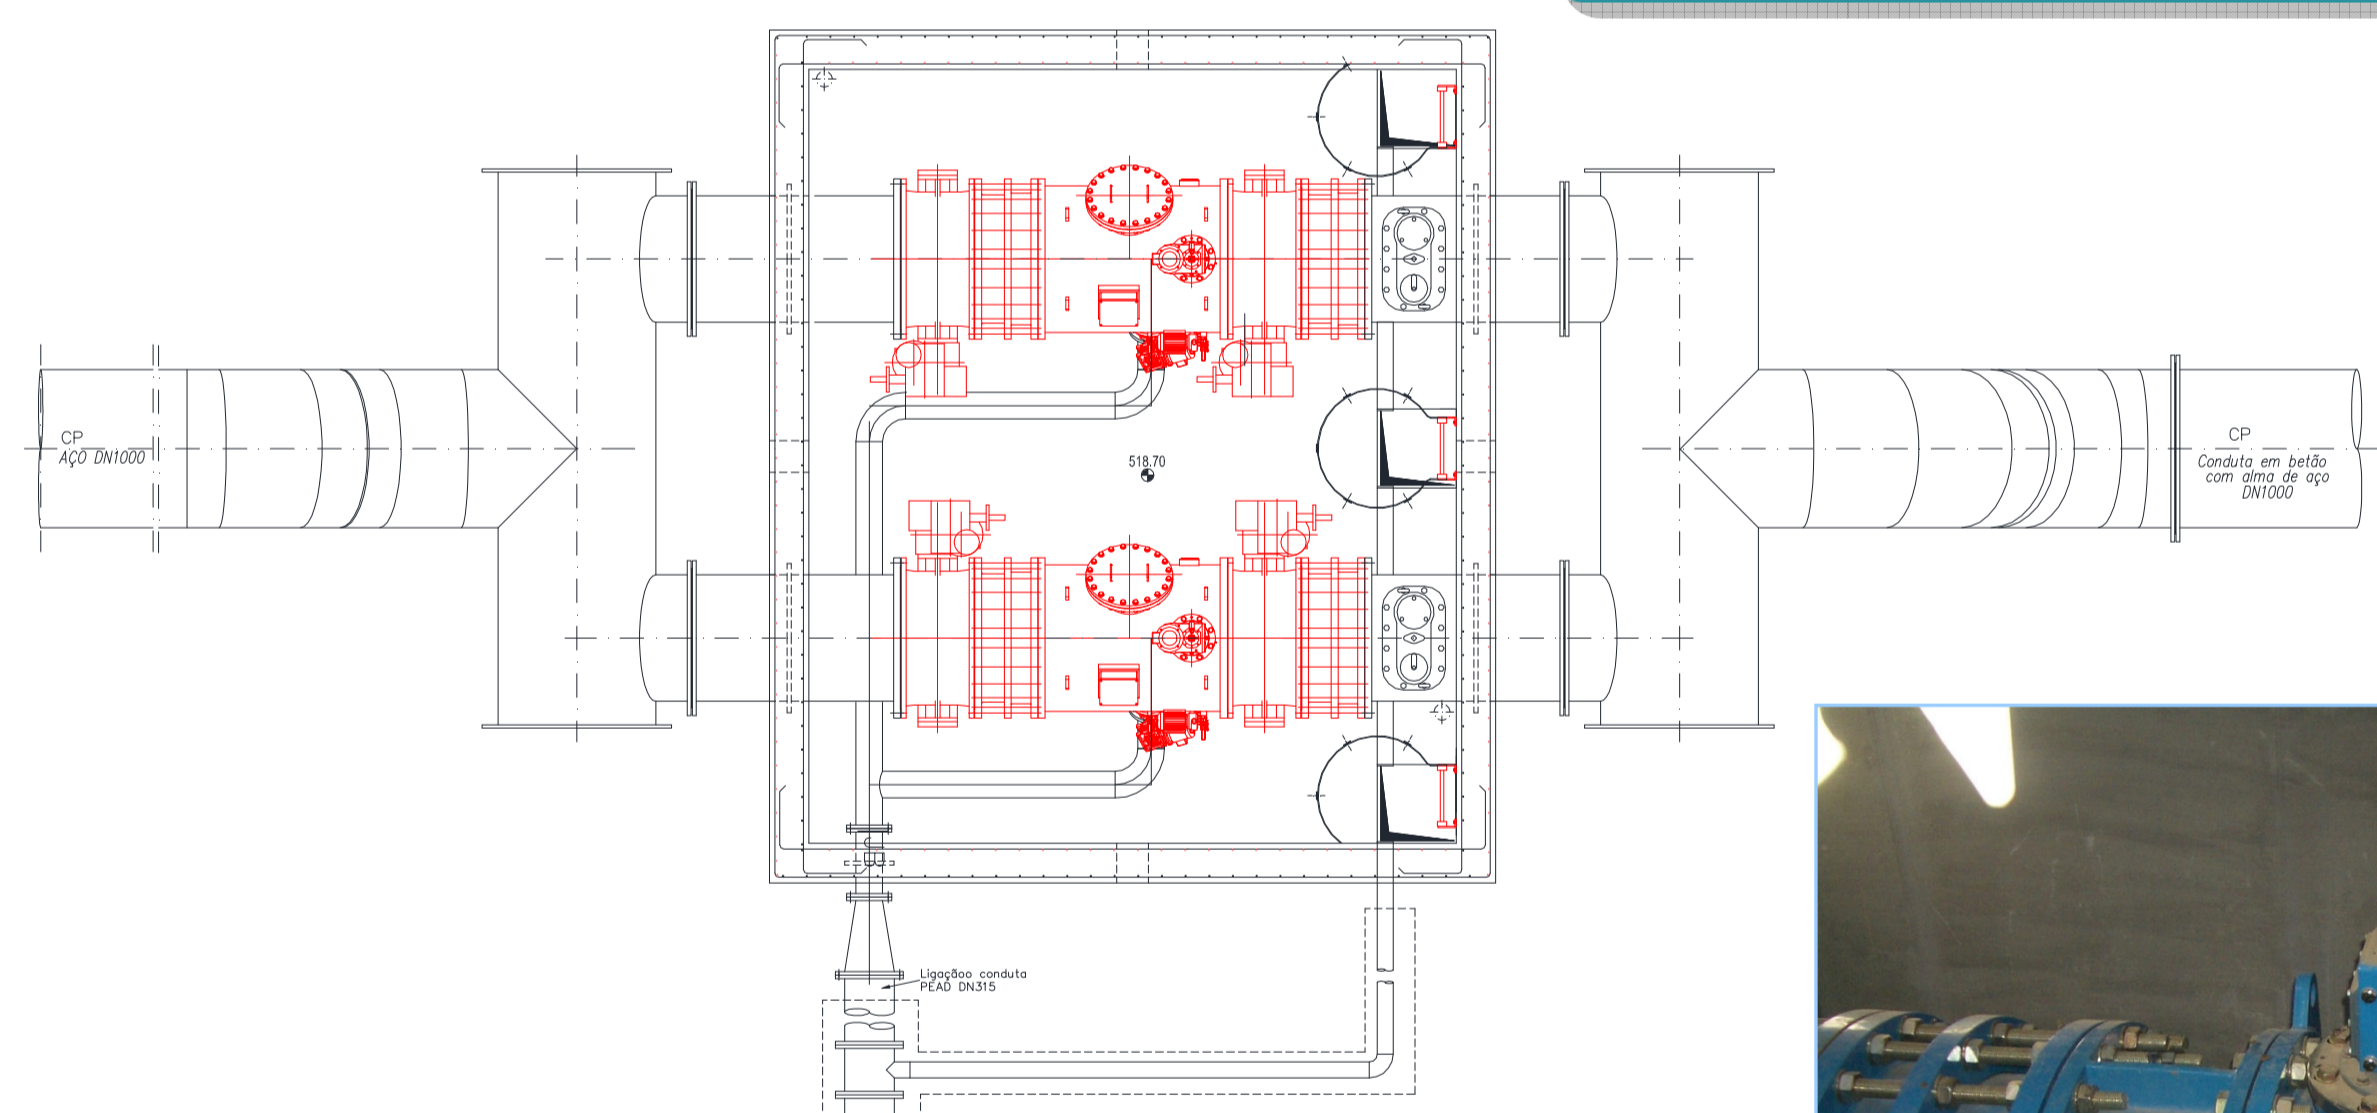 CP
AÇO DN1000
518.70
CP
Conduta em betão
com alma de aço
DN1000
Ligaçãoo conduta
PEAD DN315